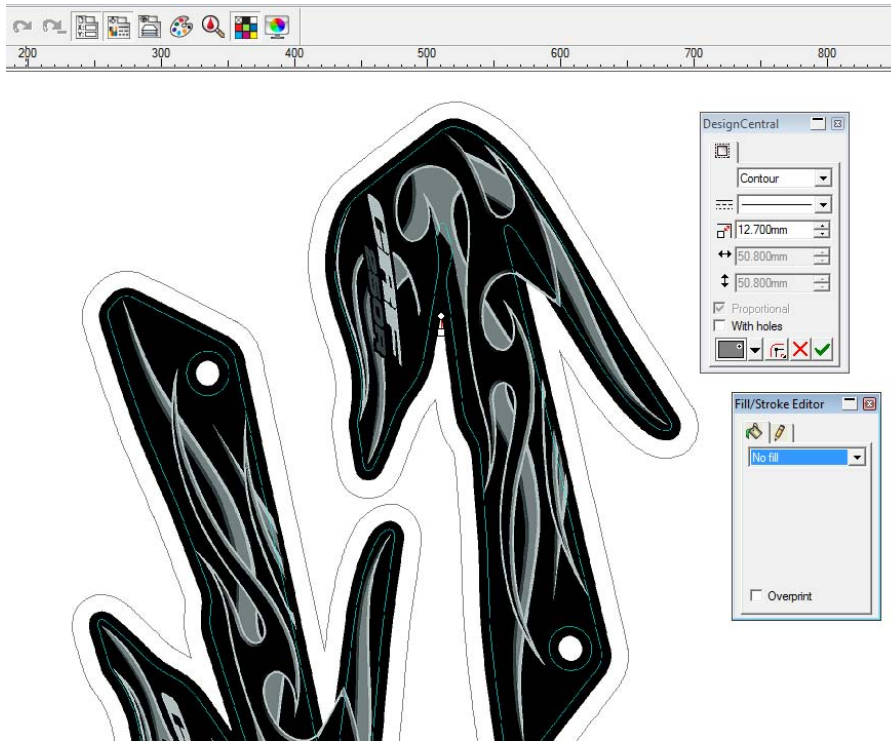 200 300 400 500 600 700 800
DesignCentral
Contour
12.700mm
50.800mm
50.800mm
Proportional
With holes
Fill/Stroke Editor
No fill
Overprint